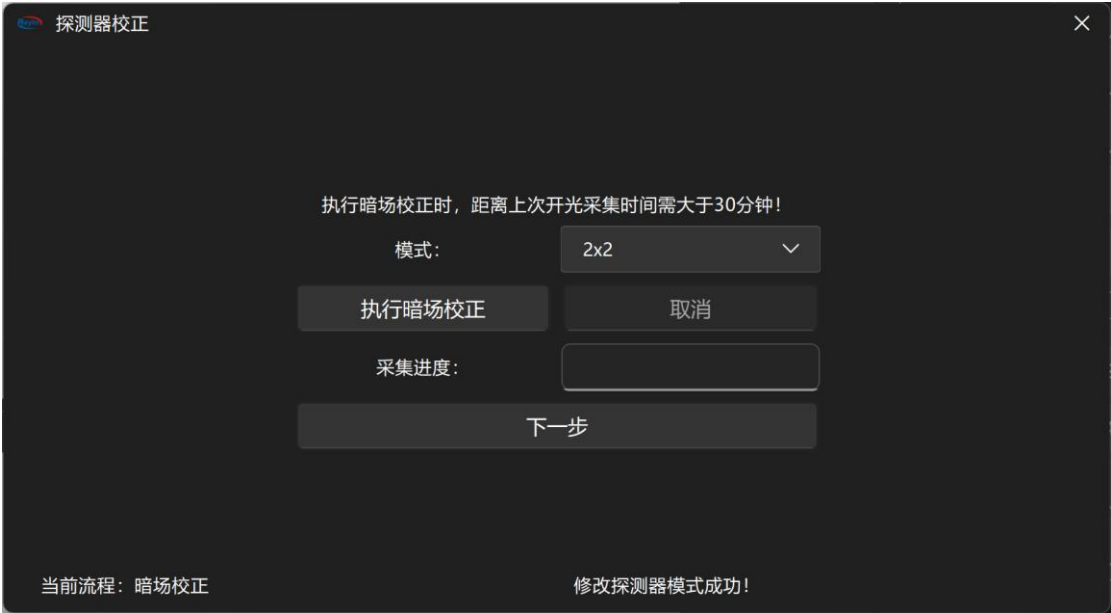 探测器校正
执行暗场校正时，距离上次开光采集时间需大于30分钟！
模式： 2x2
执行暗场校正 取消
采集进度：
下一步
当前流程：暗场校正 修改探测器模式成功！